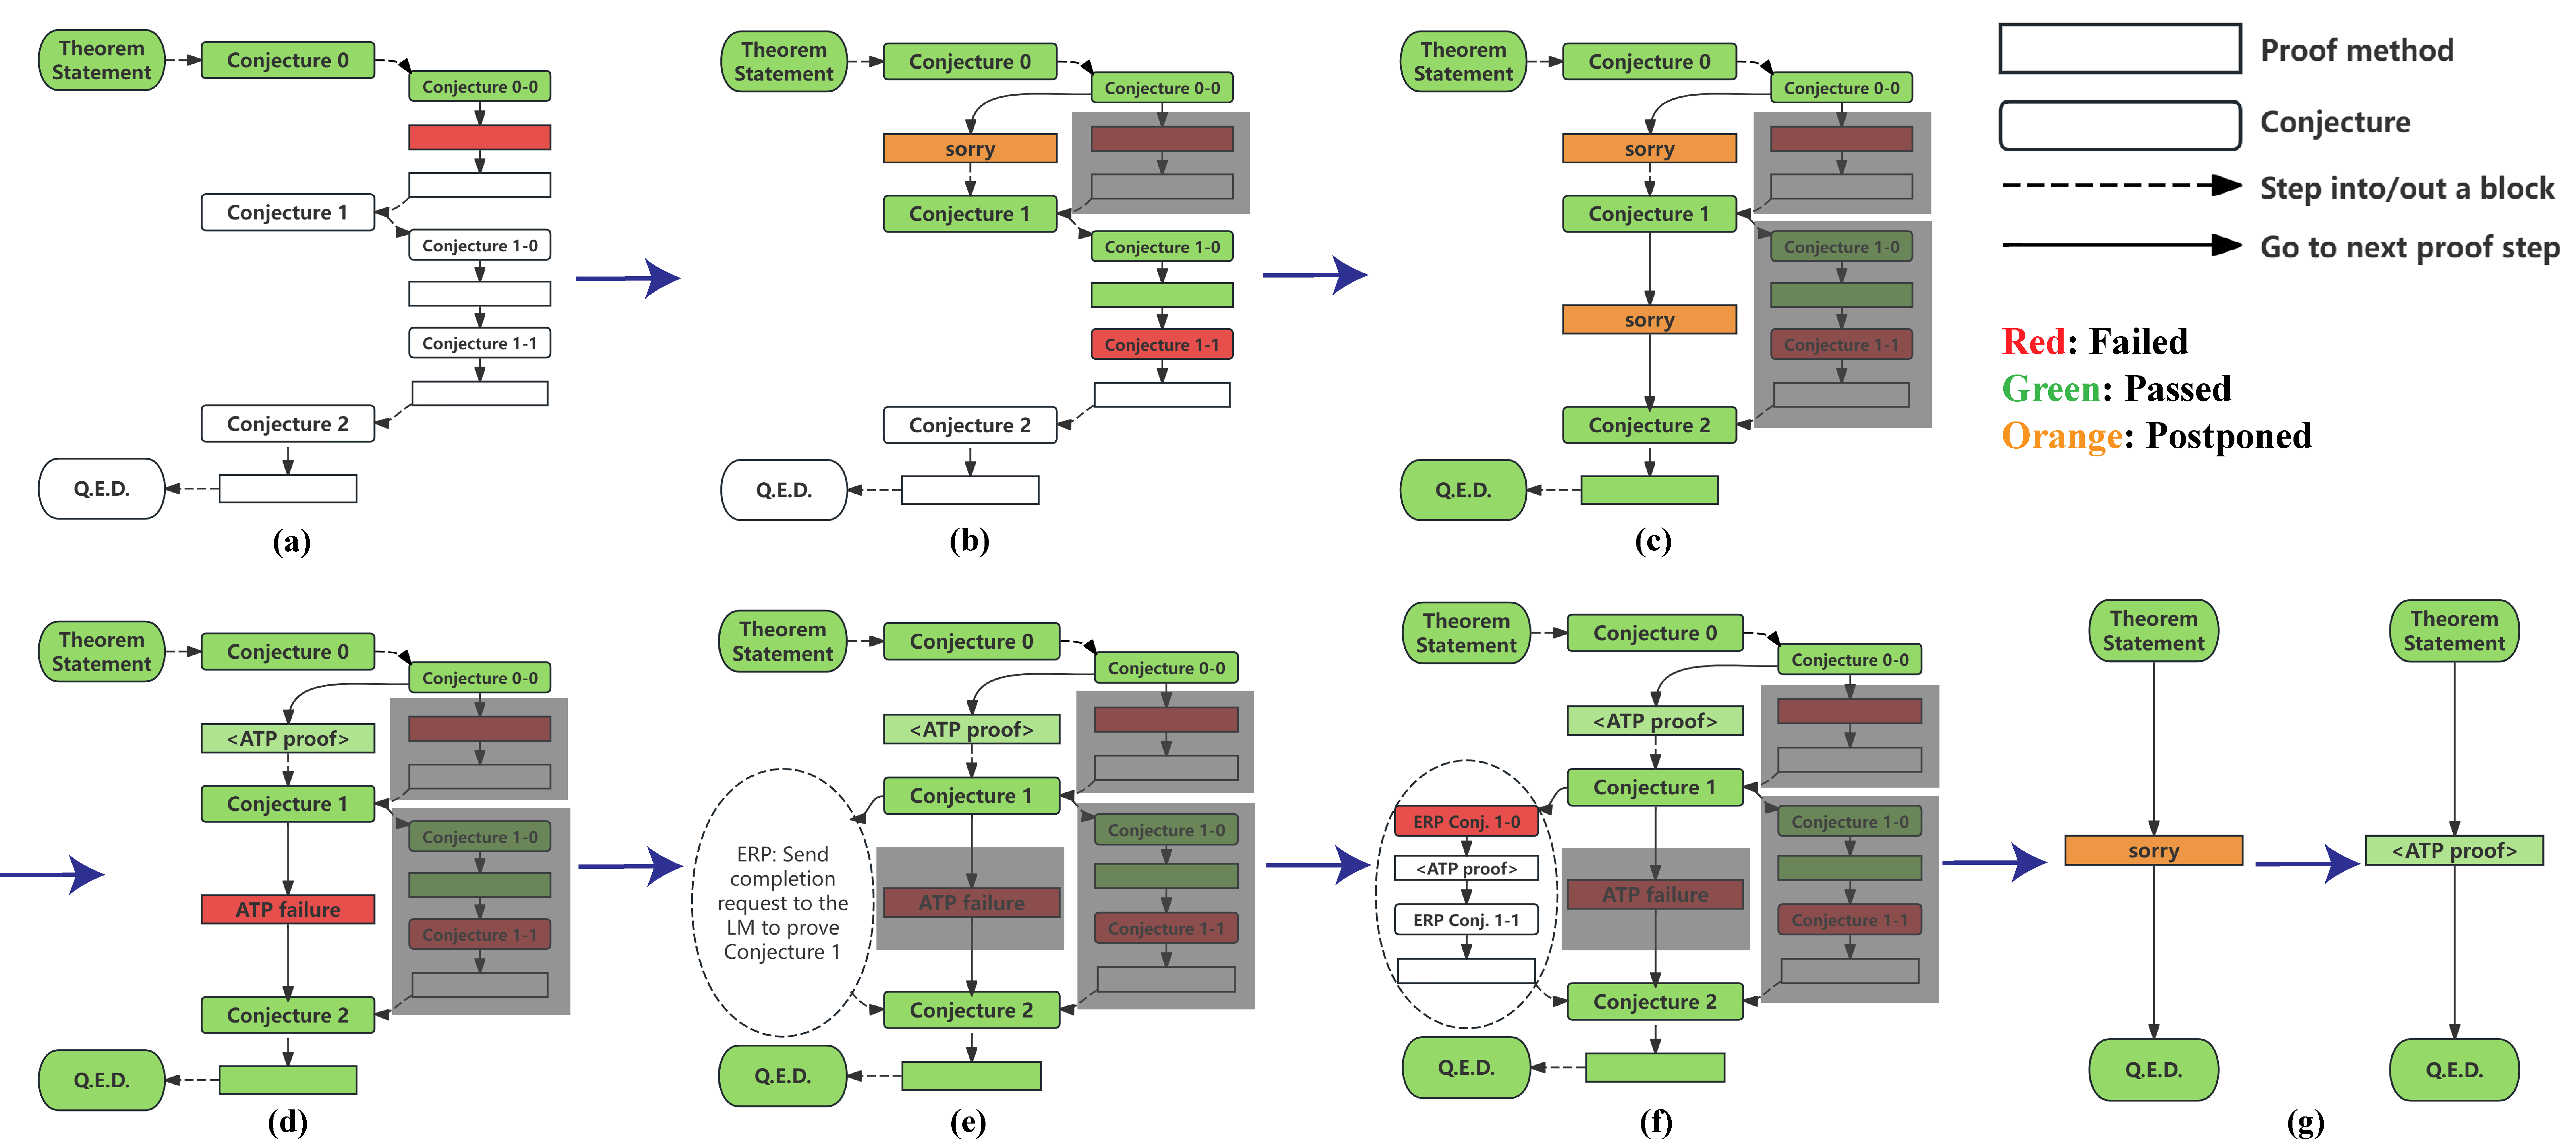 Theorem
Statement
Conjecture 0
Conjecture 0-0
Conjecture 1
Conjecture 1-0
Conjecture 1-1
Conjecture 2
Q.E.D.
(a)
Theorem
Statement
Conjecture 0
Conjecture 0-0
sorry
Conjecture 1
Conjecture 1-0
Conjecture 1-1
Conjecture 2
Q.E.D.
(b)
Theorem
Statement
Conjecture 0
Conjecture 0-0
sorry
Conjecture 1
Conjecture 1-0
sorry
Conjecture 1-1
Conjecture 2
Q.E.D.
(c)
Proof method
Conjecture
Step into/out a block
Go to next proof step
Red: Failed
Green: Passed
Orange: Postponed
Theorem
Statement
Conjecture 0
Conjecture 0-0
<ATP proof>
Conjecture 1
Conjecture 1-0
ATP failure
Conjecture 1-1
Conjecture 2
Q.E.D.
(d)
Theorem
Statement
Conjecture 0
Conjecture 0-0
<ATP proof>
Conjecture 1
Conjecture 1-0
ERP: Send
completion
request to the
LM to prove
Conjecture 1
ATP failure
Conjecture 1-1
Conjecture 2
Q.E.D.
(e)
Theorem
Statement
Conjecture 0
Conjecture 0-0
<ATP proof>
Conjecture 1
ERP Conj. 1-0
<ATP proof>
ERP Conj. 1-1
Conjecture 1-0
ATP failure
Conjecture 1-1
Conjecture 2
Q.E.D.
(f)
Theorem
Statement
sorry
Q.E.D.
Theorem
Statement
<ATP proof>
Q.E.D.
(g)